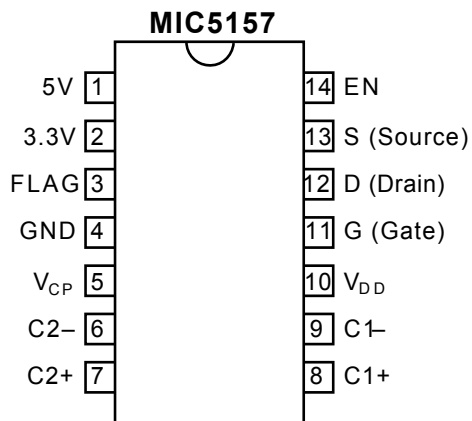 MIC5157
5V 1 14 EN
3.3V 2 13 S (Source)
FLAG 3 12 D (Drain)
GND 4 11 G (Gate)
VCP 5 10 VDD
C2– 6 9 C1–
C2+ 7 8 C1+